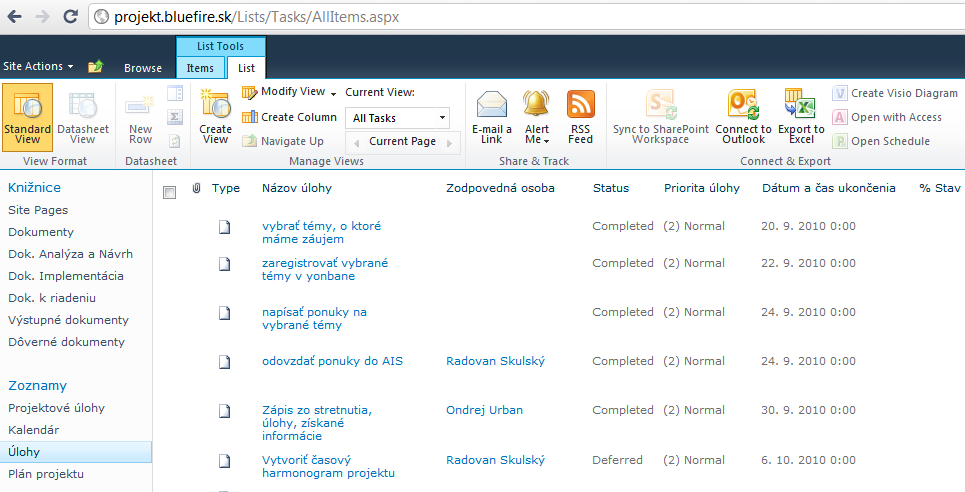 projekt.bluefire.sk/Lists/Tasks/AllItems.aspx
List Tools
Site Actions Browse Items List
Standard View
Datasheet View
New Row
Create View
Modify View
Create Column
Navigate Up
Current View:
All Tasks
Current Page
E-mail a Link
Alert Me
RSS Feed
Sync to SharePoint Workspace
Connect to Outlook
Export to Excel
Create Visio Diagram
Open with Access
Open Schedule
View Format Datasheet Manage Views Share & Track Connect & Export
Knižnice
Site Pages
Dokumenty
Dok. Analýza a Návrh
Dok. Implementácia
Dok. k riadeniu
Výstupné dokumenty
Dôverné dokumenty
Zoznamy
Projektové úlohy
Kalendár
Úlohy
Plán projektu
Type Názov úlohy Zodpovedná osoba Status Priorita úlohy Dátum a čas ukončenia % Stav
vybrať témy, o ktoré Completed (2) Normal 20. 9. 2010 0:00
máme záujem
zaregistrovať vybrané Completed (2) Normal 22. 9. 2010 0:00
témy v yonbane
napísať ponuky na Completed (2) Normal 24. 9. 2010 0:00
vybrané témy
odovzdať ponuky do AIS Radovan Skulský Completed (2) Normal 24. 9. 2010 0:00
Zápis zo stretnutia, Ondrej Urban Completed (2) Normal 30. 9. 2010 0:00
úlohy, získané
informácie
Vytvoriť časový Radovan Skulský Deferred (2) Normal 6. 10. 2010 0:00
harmonogram projektu